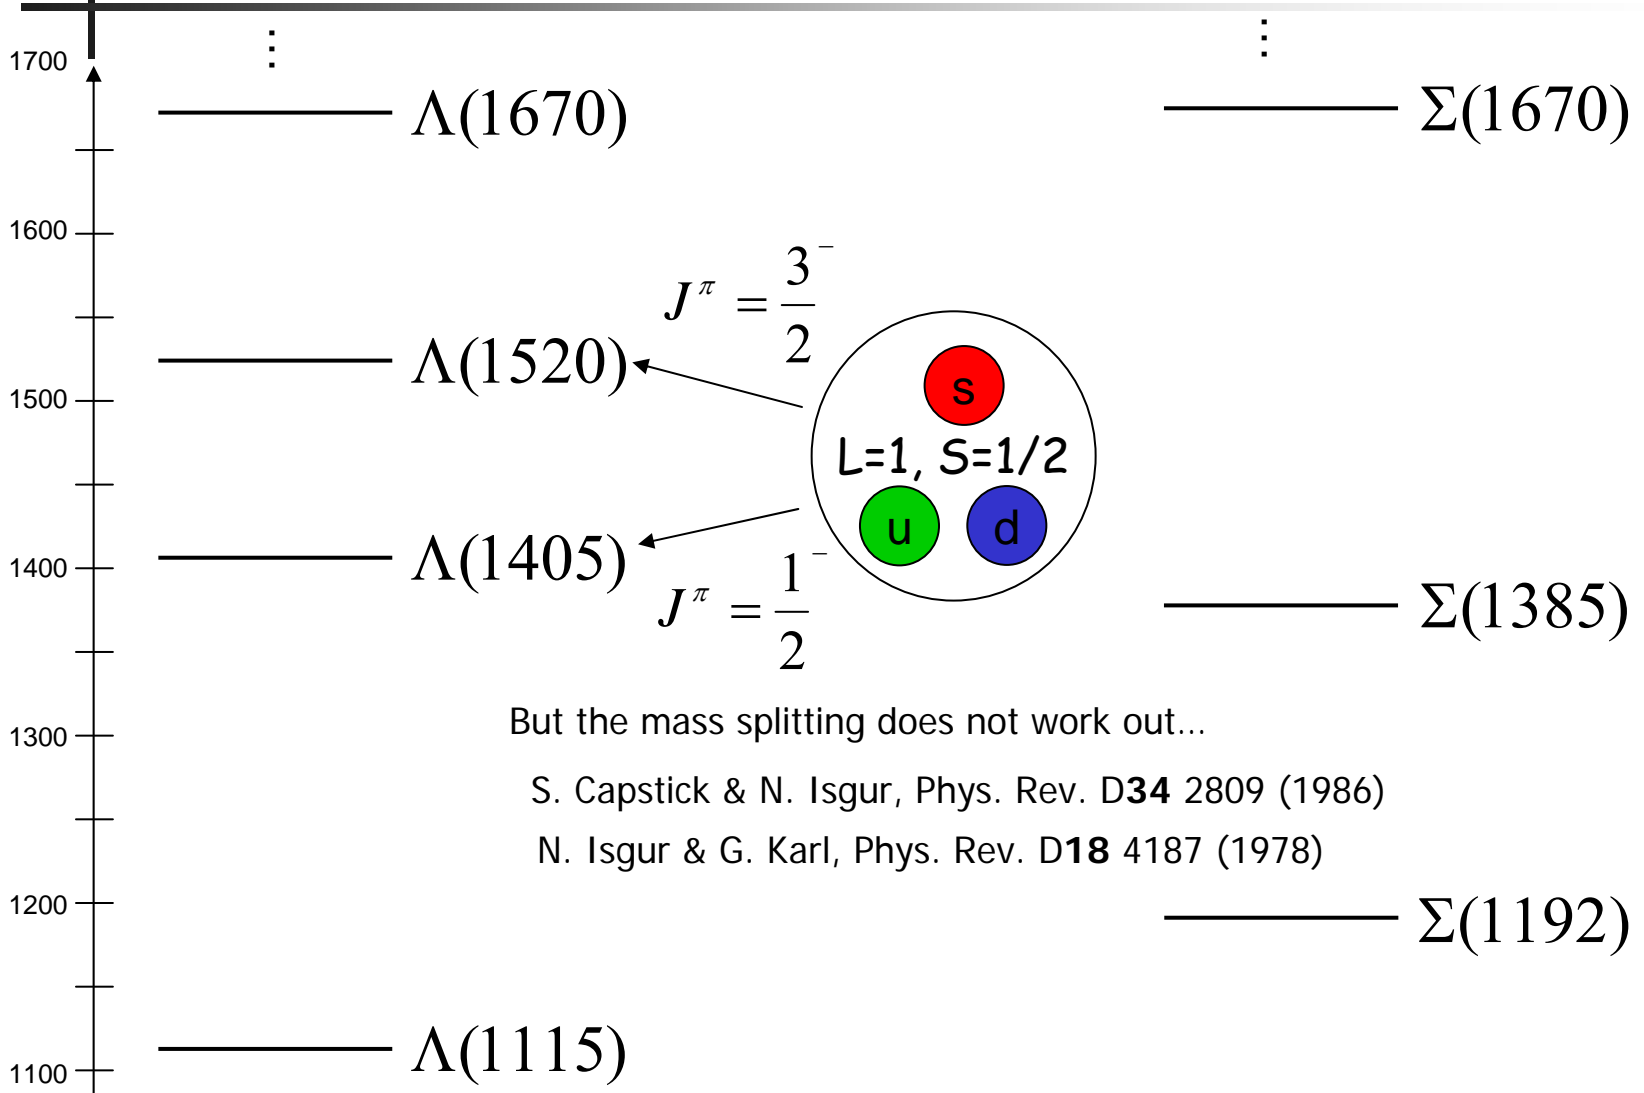 ⋮ ⋮
1700
Λ(1670) Σ(1670)
1600
J^π = 3/2^−
Λ(1520)
1500
s
L=1, S=1/2
u d
Λ(1405)
1400
J^π = 1/2^−
Σ(1385)
But the mass splitting does not work out...
1300
S. Capstick & N. Isgur, Phys. Rev. D34 2809 (1986)
N. Isgur & G. Karl, Phys. Rev. D18 4187 (1978)
1200
Σ(1192)
Λ(1115)
1100